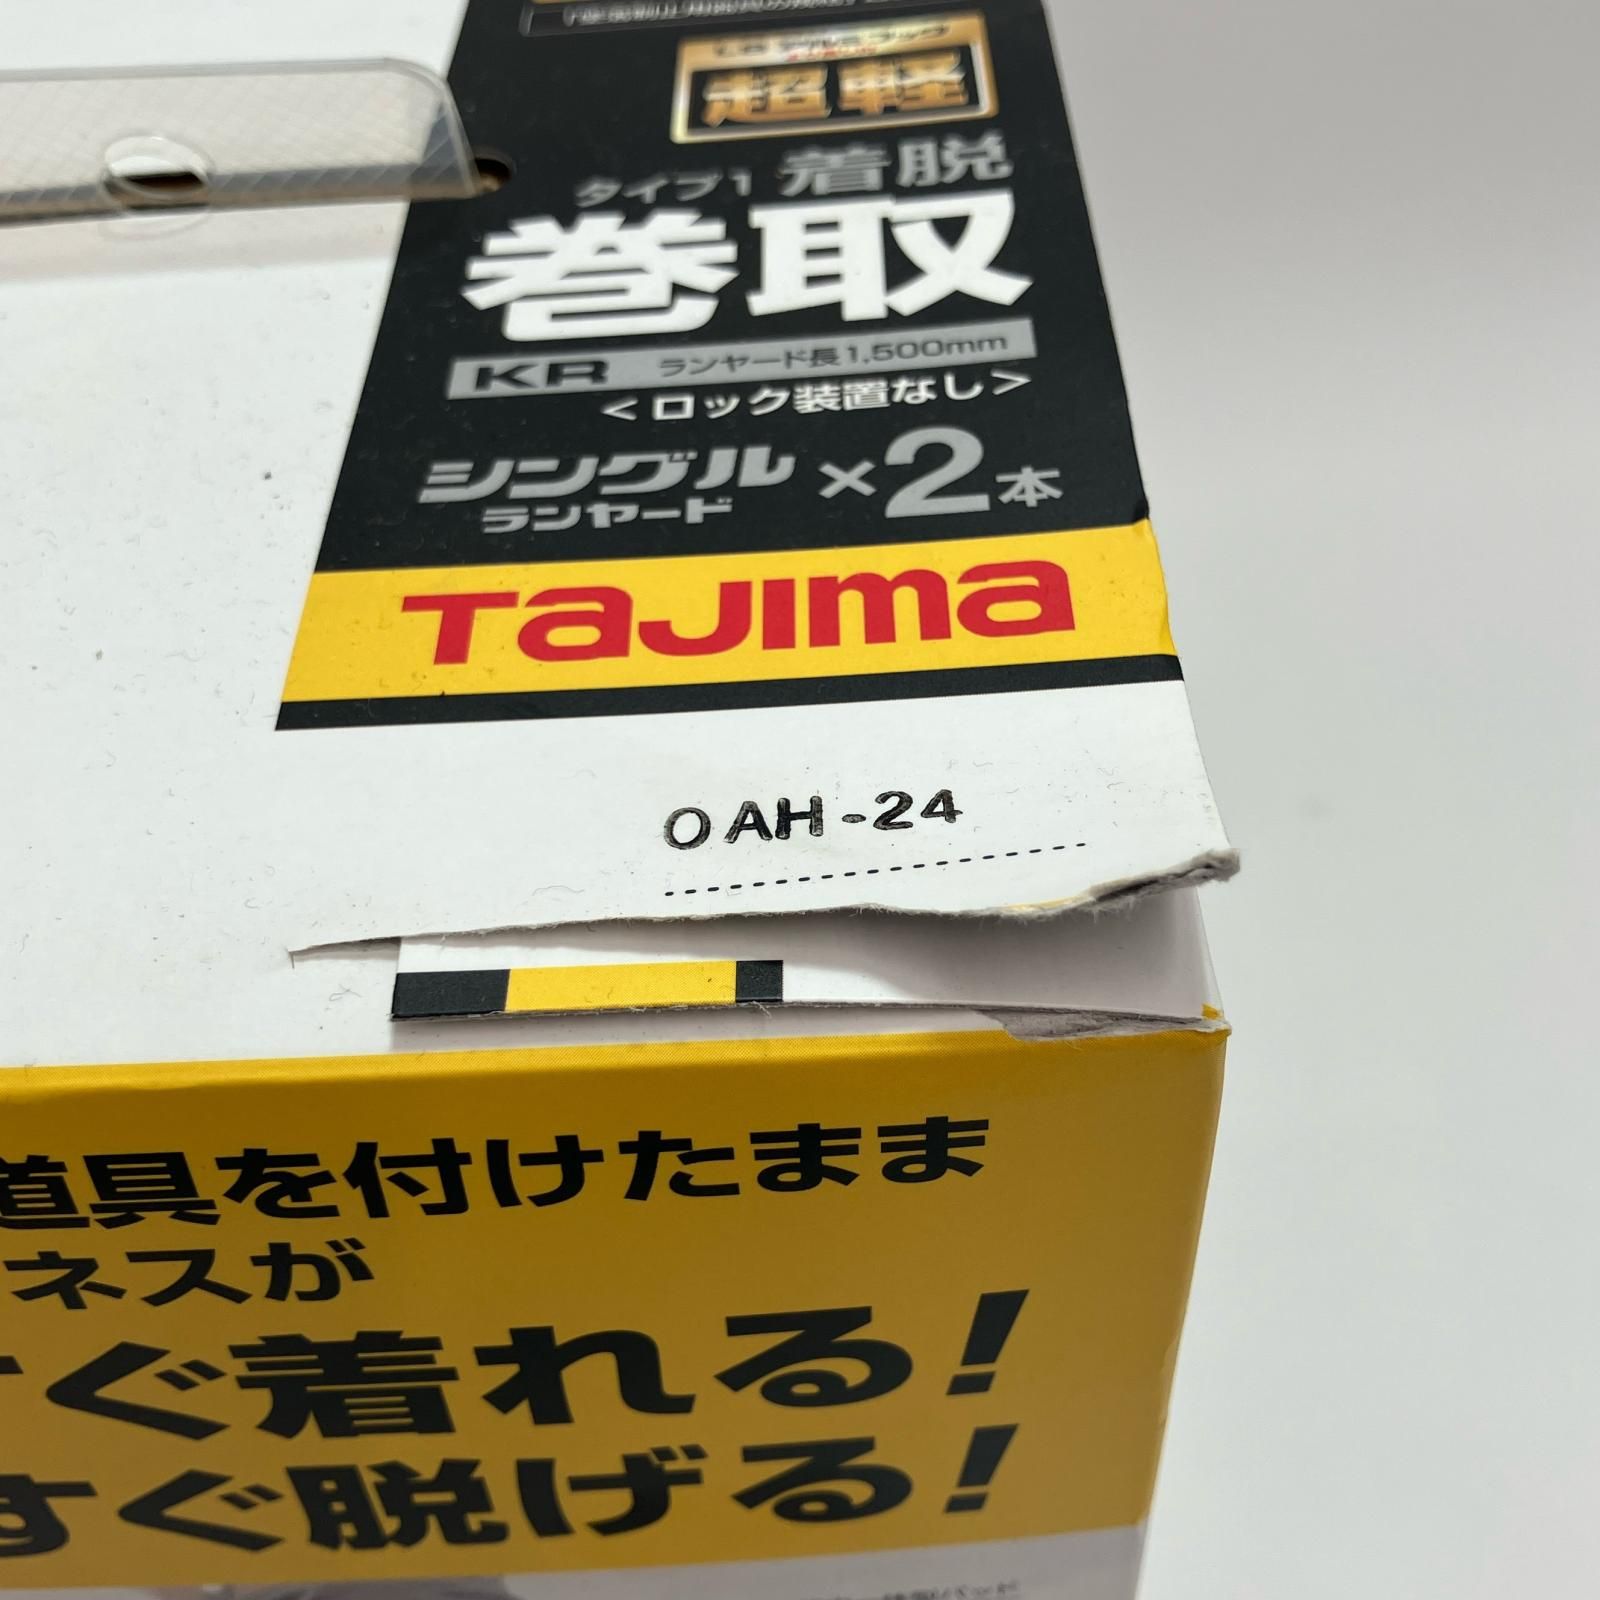 超軽
タイプ1 着脱
巻取
KR ランヤード長1,500mm
<ロック装置なし>
シングル ×2本
ランヤード
TaJIma
OAH-24
道具を付けたまま
ネスが
すぐ着れる!
すぐ脱げる!